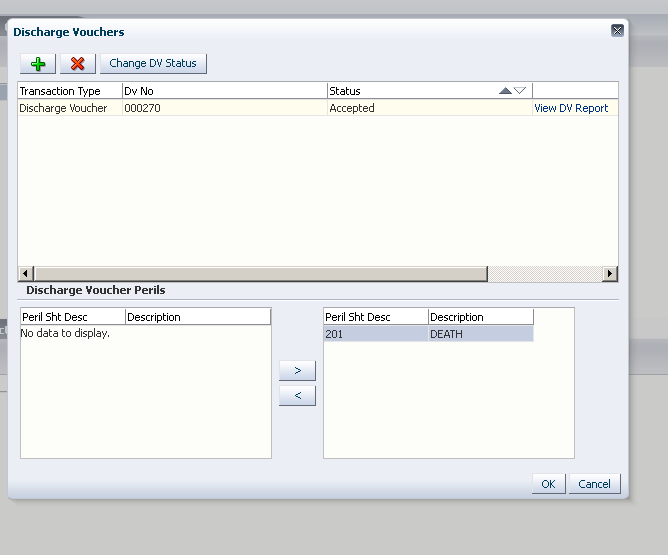 Discharge Vouchers
Change DV Status
Transaction Type Dv No Status
Discharge Voucher 000270 Accepted View DV Report
Discharge Voucher Perils
Peril Sht Desc Description Peril Sht Desc Description
No data to display. 201 DEATH
>
<
OK Cancel